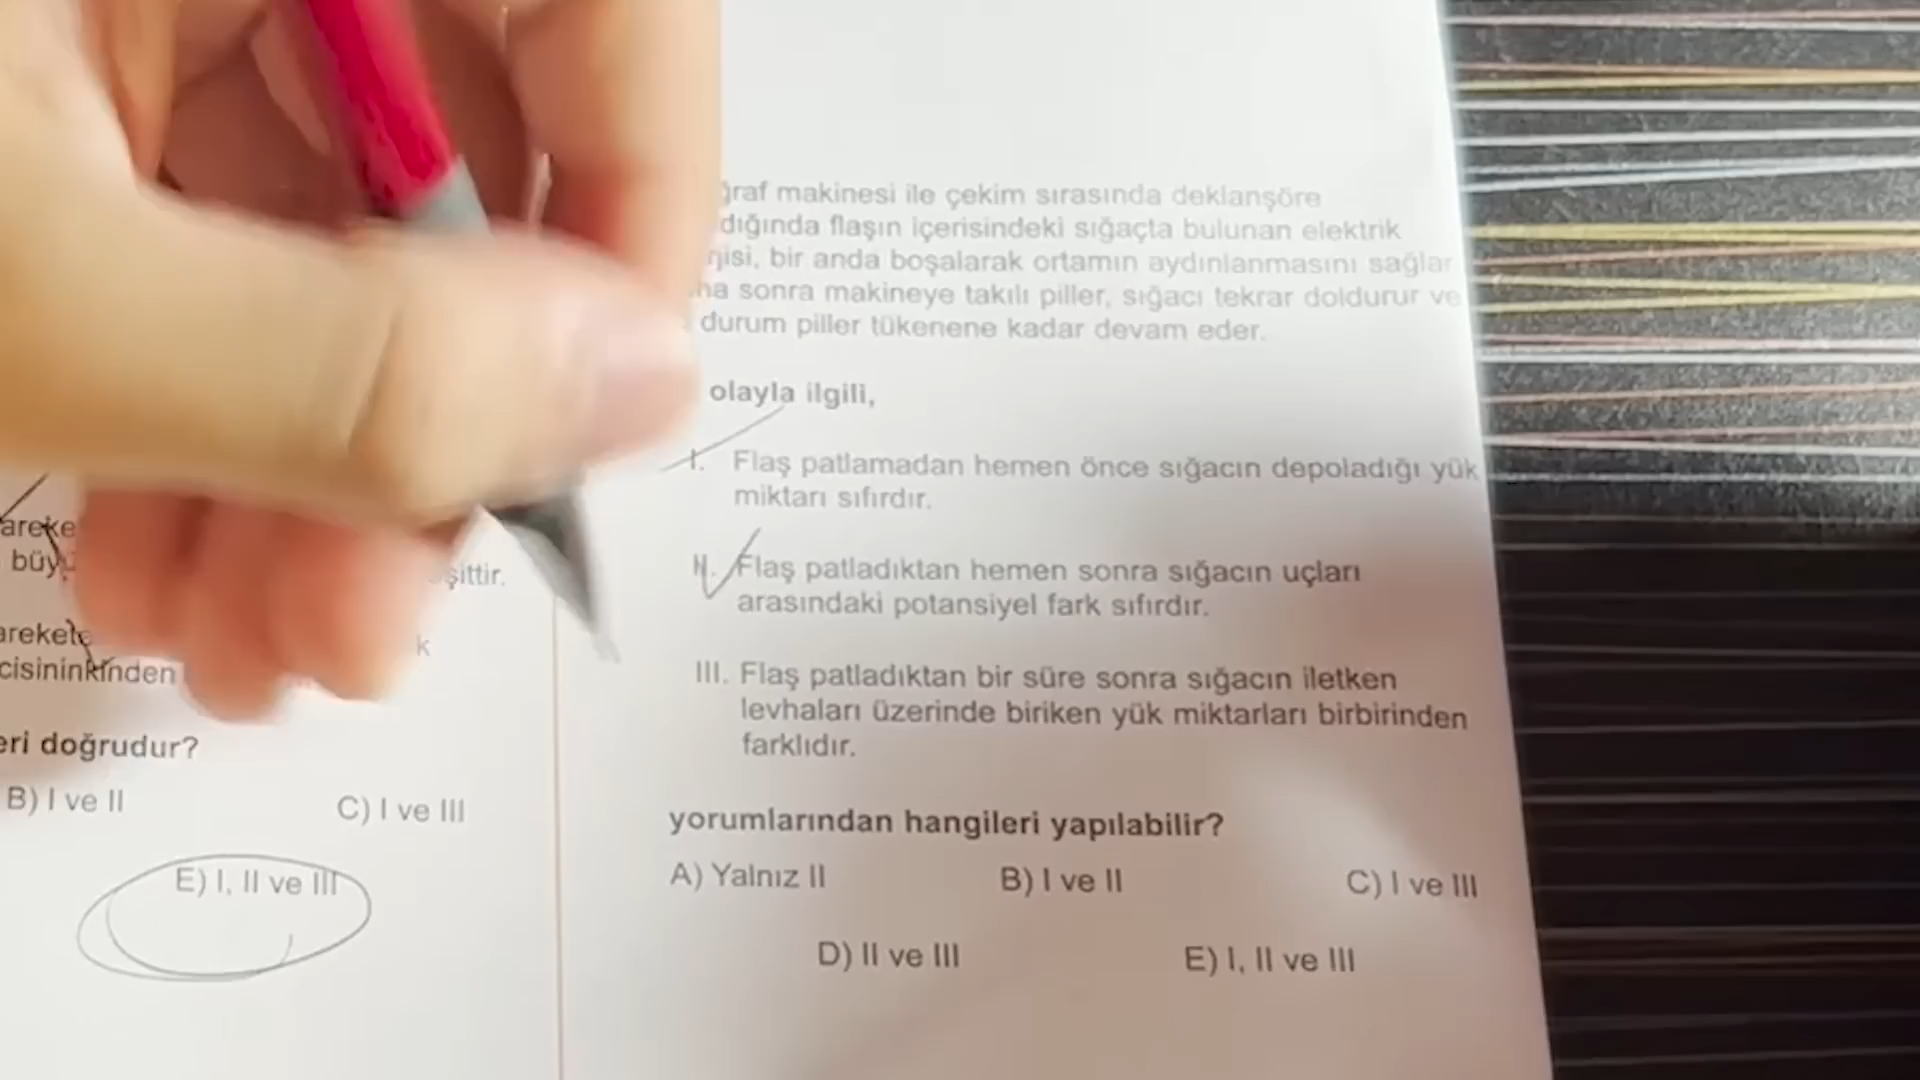 areke
büyü
şittir.
areket
k
cisininkinden
eri doğrudur?
B) I ve II
C) I ve III
E) I, II ve III
ğraf makinesi ile çekim sırasında deklanşöre
dığında flaşın içerisindeki sığaçta bulunan elektrik
jisi, bir anda boşalarak ortamın aydınlanmasını sağlar
ha sonra makineye takılı piller, sığacı tekrar doldurur ve
durum piller tükenene kadar devam eder.
olayla ilgili,
I. Flaş patlamadan hemen önce sığacın depoladığı yük
miktarı sıfırdır.
II. Flaş patladıktan hemen sonra sığacın uçları
arasındaki potansiyel fark sıfırdır.
III. Flaş patladıktan bir süre sonra sığacın iletken
levhaları üzerinde biriken yük miktarları birbirinden
farklıdır.
yorumlarından hangileri yapılabilir?
A) Yalnız II
B) I ve II
C) I ve III
D) II ve III
E) I, II ve III